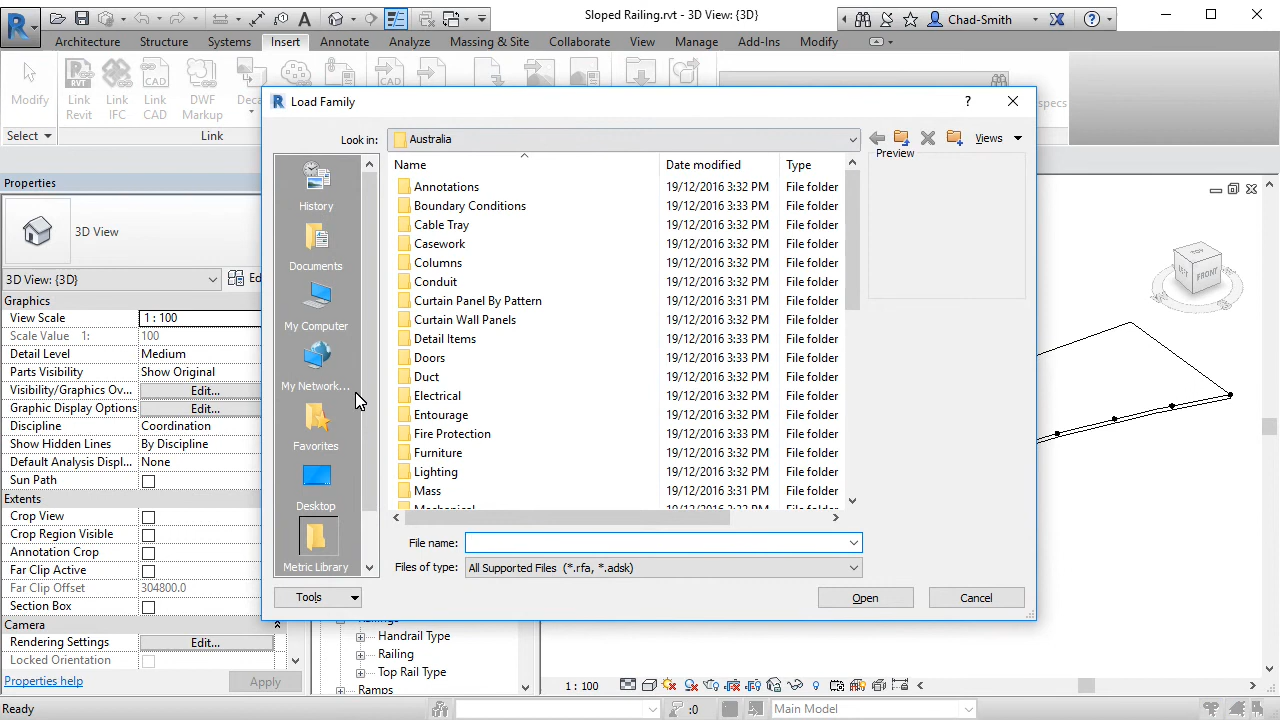 Sloped Railing.rvt - 3D View: {3D}
Chad-Smith
Architecture Structure Systems Insert Annotate Analyze Massing & Site Collaborate View Manage Add-Ins Modify
Modify
Link Revit
Link IFC
Link CAD
DWF Markup
Deca
CAD
specs
Select
Link
Load Family
Look in: Australia
Views
Name Date modified Type
Preview
Annotations 19/12/2016 3:32 PM File folder
Boundary Conditions 19/12/2016 3:33 PM File folder
Cable Tray 19/12/2016 3:32 PM File folder
Casework 19/12/2016 3:32 PM File folder
Columns 19/12/2016 3:33 PM File folder
Conduit 19/12/2016 3:32 PM File folder
Curtain Panel By Pattern 19/12/2016 3:31 PM File folder
Curtain Wall Panels 19/12/2016 3:32 PM File folder
Detail Items 19/12/2016 3:33 PM File folder
Doors 19/12/2016 3:33 PM File folder
Duct 19/12/2016 3:32 PM File folder
Electrical 19/12/2016 3:32 PM File folder
Entourage 19/12/2016 3:32 PM File folder
Fire Protection 19/12/2016 3:33 PM File folder
Furniture 19/12/2016 3:32 PM File folder
Lighting 19/12/2016 3:32 PM File folder
Mass 19/12/2016 3:31 PM File folder
History
Documents
My Computer
My Network...
Favorites
Desktop
Metric Library
File name:
Files of type: All Supported Files (*.rfa, *.adsk)
Tools
Open
Cancel
Properties
3D View
3D View: {3D} Ed
Graphics
View Scale 1 : 100
Scale Value 1: 100
Detail Level Medium
Parts Visibility Show Original
Visibility/Graphics Ov... Edit...
Graphic Display Options Edit...
Discipline Coordination
Show Hidden Lines By Discipline
Default Analysis Displ... None
Sun Path
Extents
Crop View
Crop Region Visible
Annotation Crop
Far Clip Active
Far Clip Offset 304800.0
Section Box
Camera
Rendering Settings Edit...
Locked Orientation
Properties help
Apply
Handrail Type
Railing
Top Rail Type
Ramps
TOP
LEFT
FRONT
1 : 100
Ready
:0
Main Model